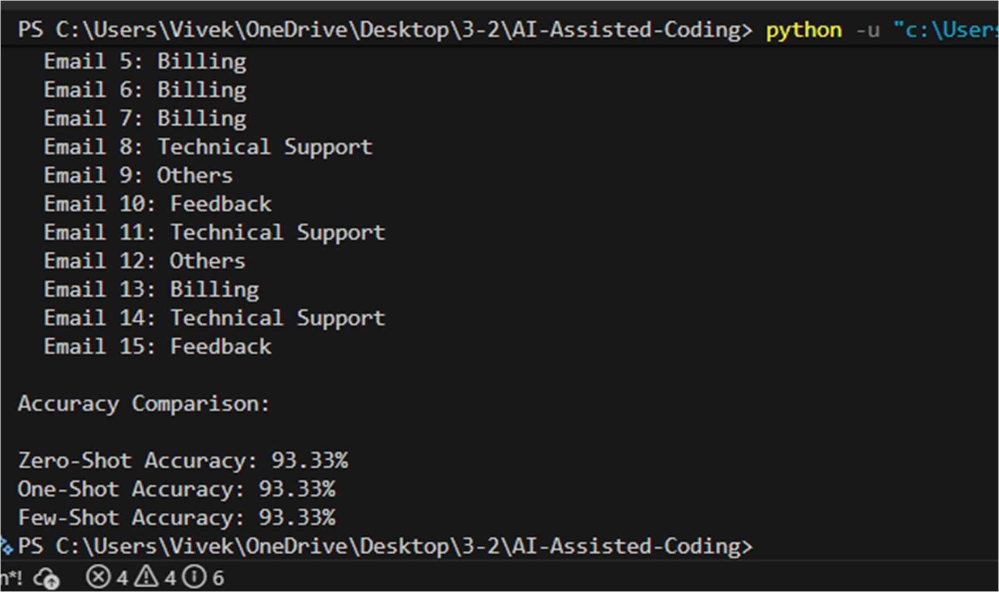 PS C:\Users\Vivek\OneDrive\Desktop\3-2\AI-Assisted-Coding> python -u "c:\Users
Email 5: Billing
Email 6: Billing
Email 7: Billing
Email 8: Technical Support
Email 9: Others
Email 10: Feedback
Email 11: Technical Support
Email 12: Others
Email 13: Billing
Email 14: Technical Support
Email 15: Feedback
Accuracy Comparison:
Zero-Shot Accuracy: 93.33%
One-Shot Accuracy: 93.33%
Few-Shot Accuracy: 93.33%
PS C:\Users\Vivek\OneDrive\Desktop\3-2\AI-Assisted-Coding>
4 4 6